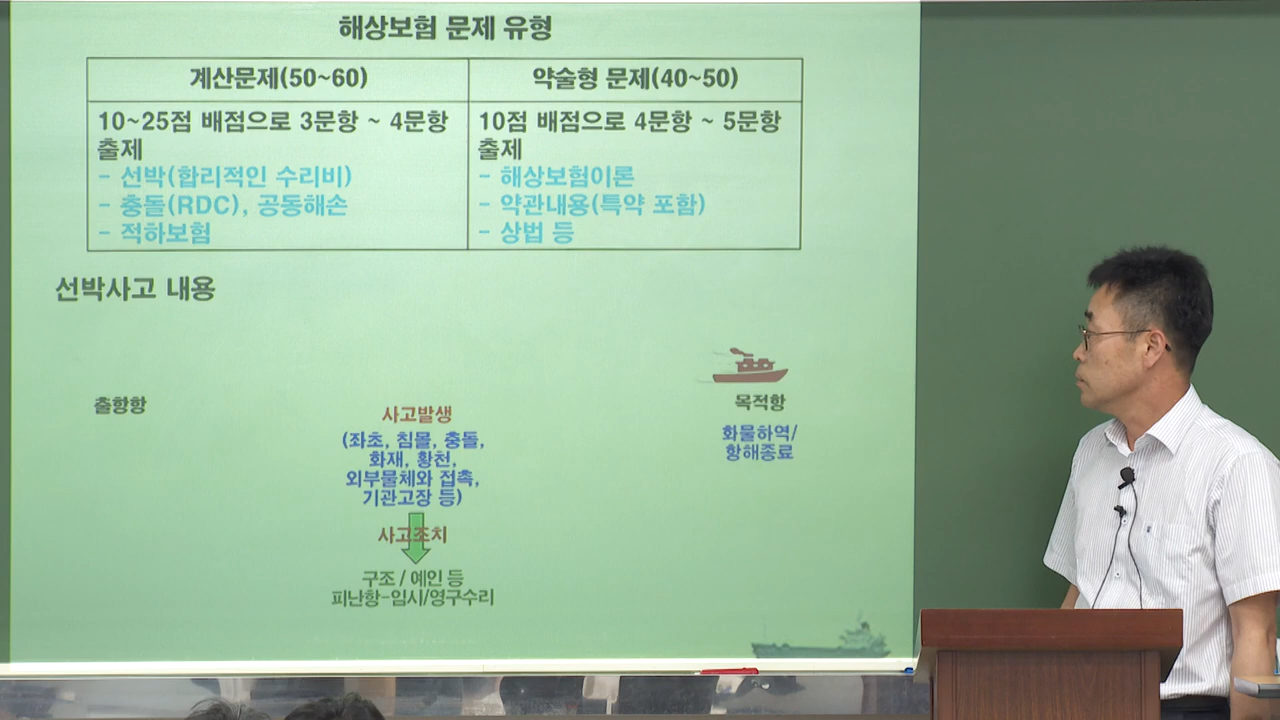 해상보험 문제 유형
계산문제(50~60)
약술형 문제(40~50)
10~25점 배점으로 3문항 ~ 4문항
출제
- 선박(합리적인 수리비)
- 충돌(RDC), 공동해손
- 적하보험
10점 배점으로 4문항 ~ 5문항
출제
- 해상보험이론
- 약관내용(특약 포함)
- 상법 등
선박사고 내용
출항항
사고발생
(좌초, 침몰, 충돌,
화재, 황천,
외부물체와 접촉,
기관고장 등)
사고조치
구조 / 예인 등
피난항-임시/영구수리
목적항
화물하역/
항해종료